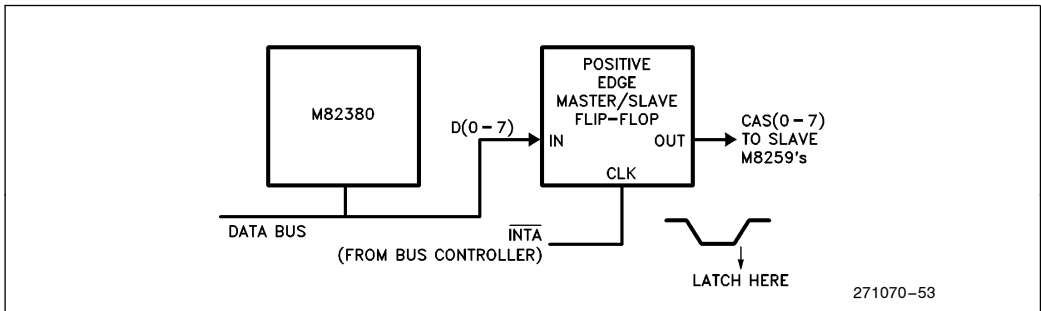 M82380
POSITIVE
EDGE
MASTER/SLAVE
FLIP-FLOP
D(0-7)
IN
OUT
CLK
CAS(0-7)
TO SLAVE
M8259's
DATA BUS
INTA
(FROM BUS CONTROLLER)
LATCH HERE
271070-53